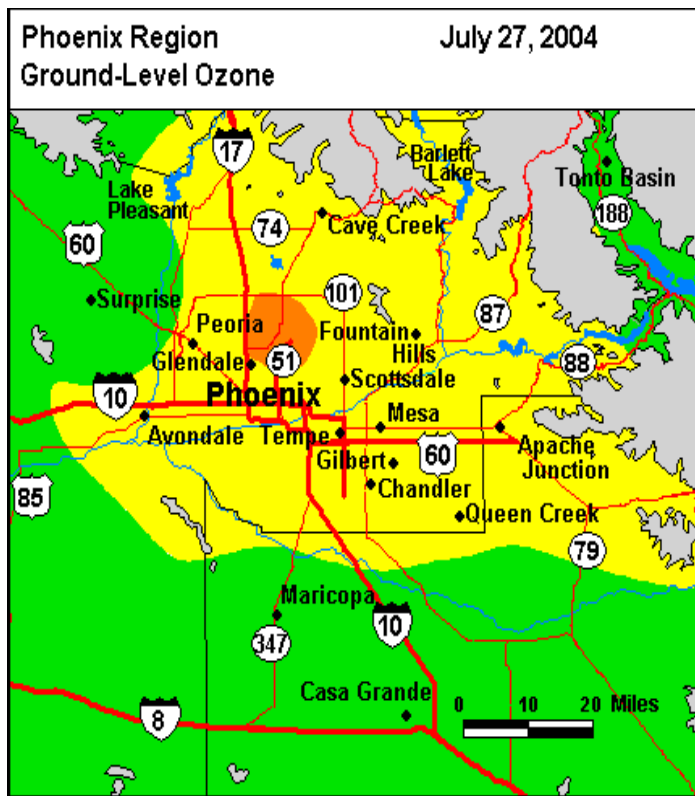 Phoenix Region
July 27, 2004
Ground-Level Ozone
17
Barlett
Lake
Tonto Basin
Lake
Pleasant
188
74
Cave Creek
60
101
Surprise
87
Peoria
Fountain
Hills
Glendale
51
88
Scottsdale
10
Phoenix
Mesa
Avondale
Tempe
Apache
Junction
60
Gilbert
85
Chandler
Queen Creek
79
Maricopa
10
347
Casa Grande
0 10 20 Miles
8